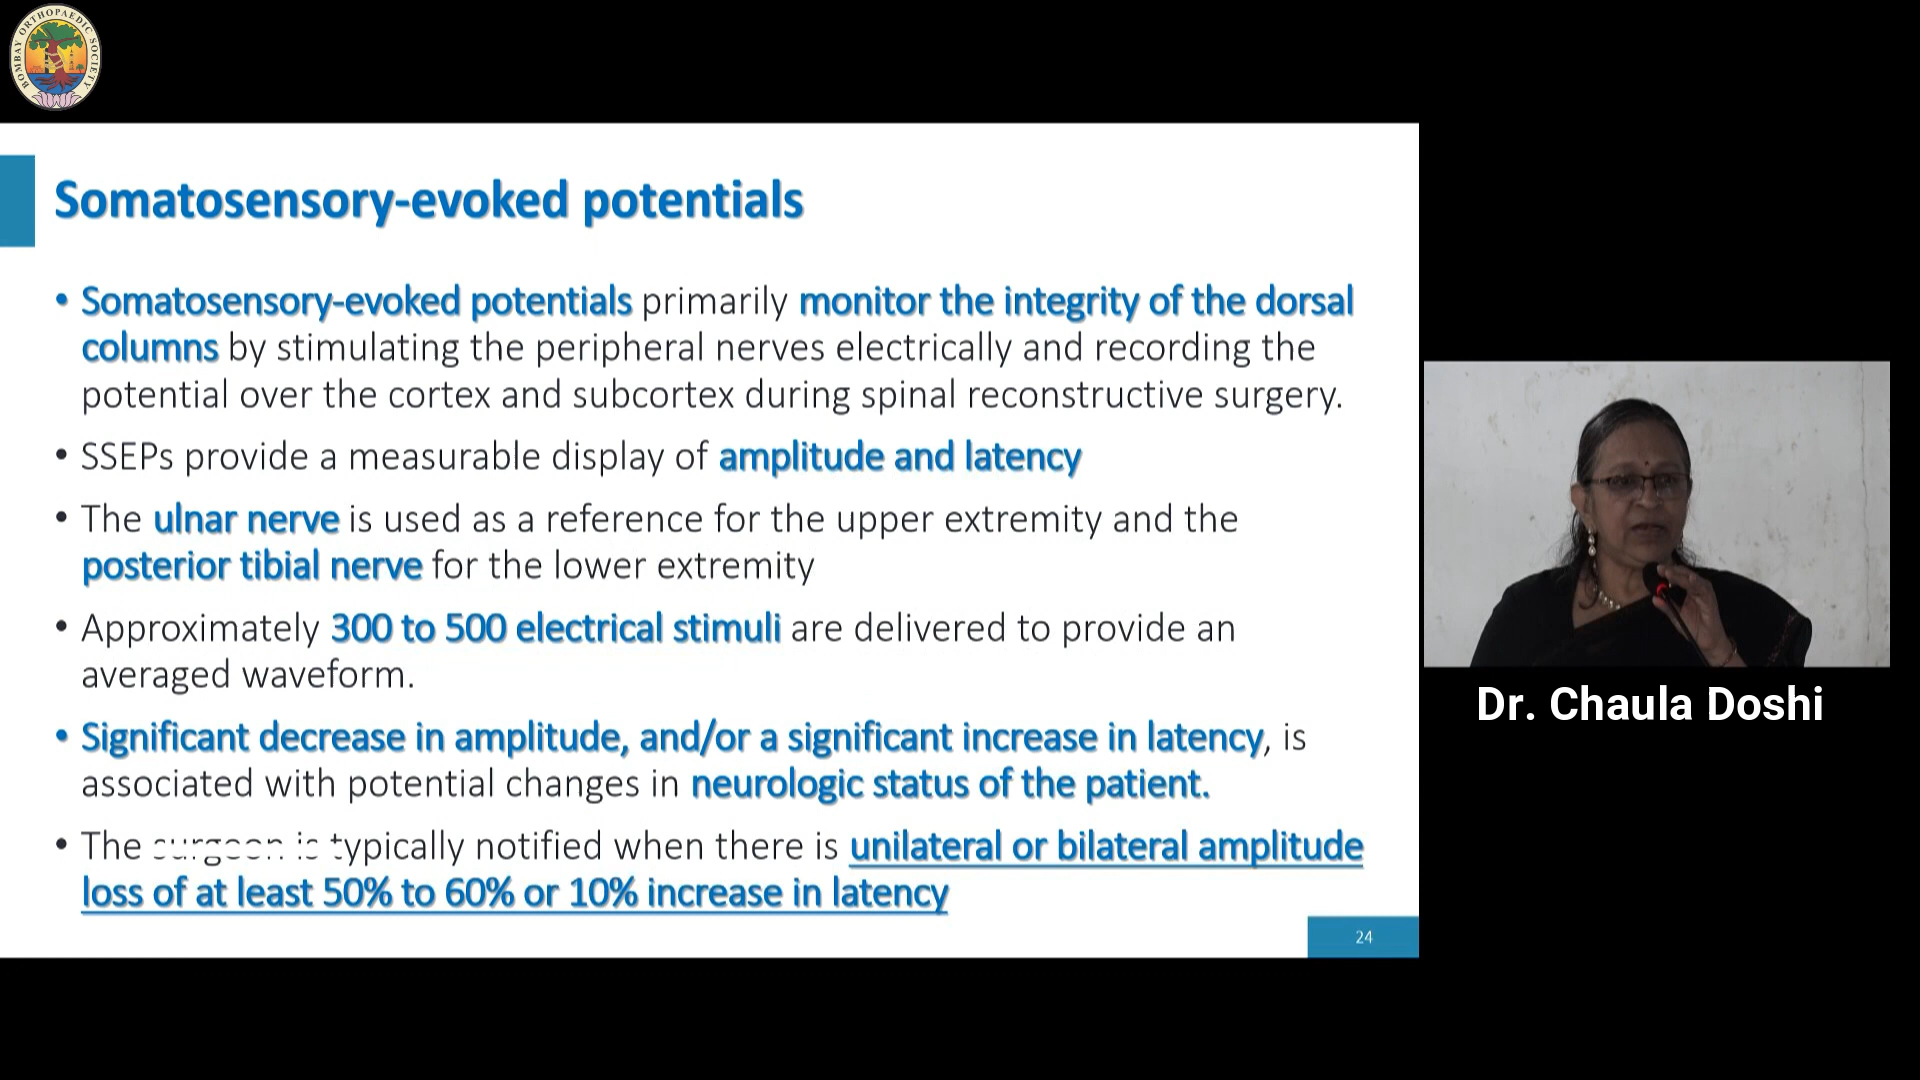 BOMBAY ORTHOPAEDIC SOCIETY
Somatosensory-evoked potentials
• Somatosensory-evoked potentials primarily monitor the integrity of the dorsal
columns by stimulating the peripheral nerves electrically and recording the
potential over the cortex and subcortex during spinal reconstructive surgery.
• SSEPs provide a measurable display of amplitude and latency
• The ulnar nerve is used as a reference for the upper extremity and the
posterior tibial nerve for the lower extremity
• Approximately 300 to 500 electrical stimuli are delivered to provide an
averaged waveform.
• Significant decrease in amplitude, and/or a significant increase in latency, is
associated with potential changes in neurologic status of the patient.
• The surgeon is typically notified when there is unilateral or bilateral amplitude
loss of at least 50% to 60% or 10% increase in latency
24
Dr. Chaula Doshi